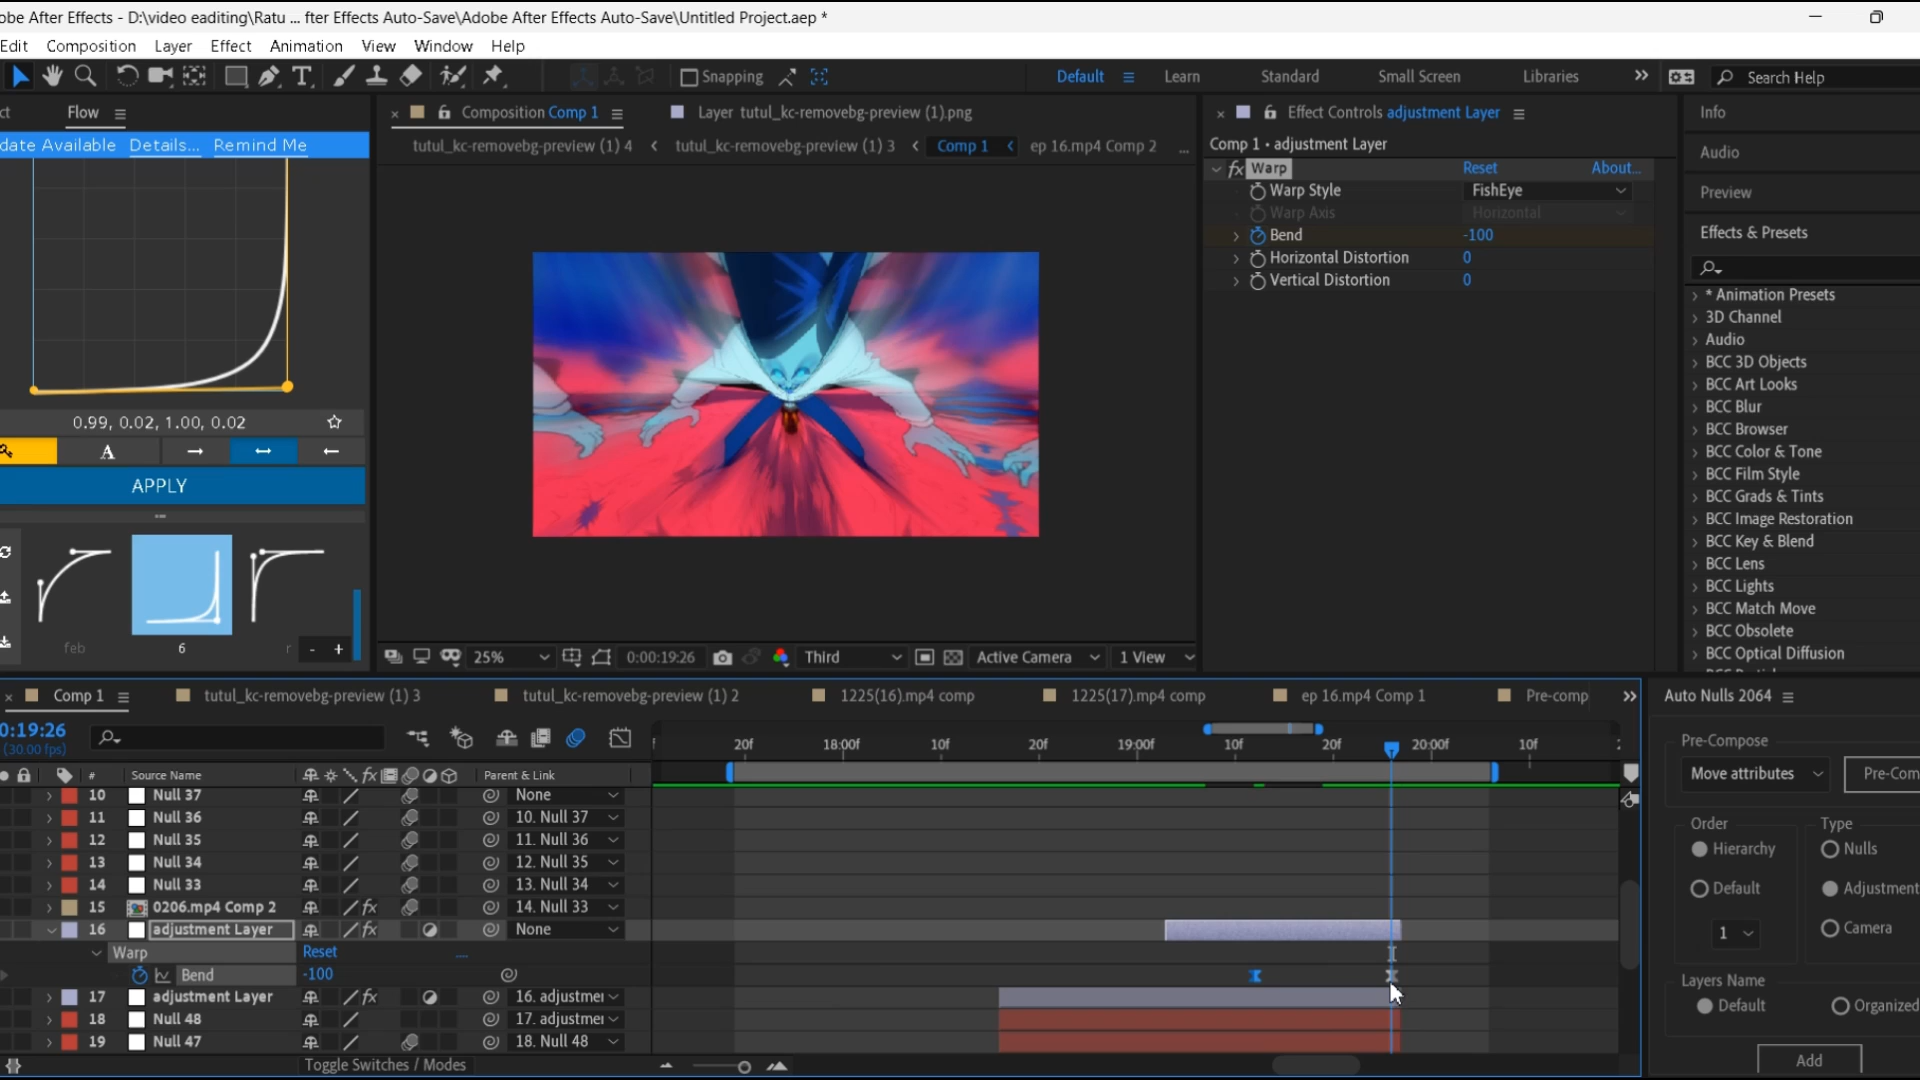 obe After Effects - D:\video eaditing\Ratu ... fter Effects Auto-Save\Adobe After Effects Auto-Save\Untitled Project.aep *
Edit Composition Layer Effect Animation View Window Help
Snapping Default Learn Standard Small Screen Libraries Search Help
ct Flow
date Available Details... Remind Me
0.99, 0.02, 1.00, 0.02
A
APPLY
feb 6 r - +
Composition Comp 1 Layer tutul_kc-removebg-preview (1).png
tutul_kc-removebg-preview (1) 4 < tutul_kc-removebg-preview (1) 3 < Comp 1 < ep 16.mp4 Comp 2 ...
25% 0:00:19:26 Third Active Camera 1 View
Effect Controls adjustment Layer
Comp 1 • adjustment Layer
fx Warp Reset About...
Warp Style FishEye
Warp Axis Horizontal
Bend -100
Horizontal Distortion 0
Vertical Distortion 0
Info
Audio
Preview
Effects & Presets
* Animation Presets
3D Channel
Audio
BCC 3D Objects
BCC Art Looks
BCC Blur
BCC Browser
BCC Color & Tone
BCC Film Style
BCC Grads & Tints
BCC Image Restoration
BCC Key & Blend
BCC Lens
BCC Lights
BCC Match Move
BCC Obsolete
BCC Optical Diffusion
Comp 1 tutul_kc-removebg-preview (1) 3 tutul_kc-removebg-preview (1) 2 1225(16).mp4 comp 1225(17).mp4 comp ep 16.mp4 Comp 1 Pre-comp
0:19:26
(30.00 fps)
20f 18:00f 10f 20f 19:00f 10f 20f 20:00f 10f
# Source Name fx Parent & Link
10 Null 37 None
11 Null 36 10. Null 37
12 Null 35 11. Null 36
13 Null 34 12. Null 35
14 Null 33 13. Null 34
15 0206.mp4 Comp 2 fx 14. Null 33
16 adjustment Layer fx None
Warp Reset ...
Bend -100
17 adjustment Layer fx 16. adjustmer
18 Null 48 17. adjustmer
19 Null 47 18. Null 48
Toggle Switches / Modes
Auto Nulls 2064
Pre-Compose
Move attributes Pre-Com
Order Type
Hierarchy Nulls
Default Adjustment
1 Camera
Layers Name
Default Organized
Add